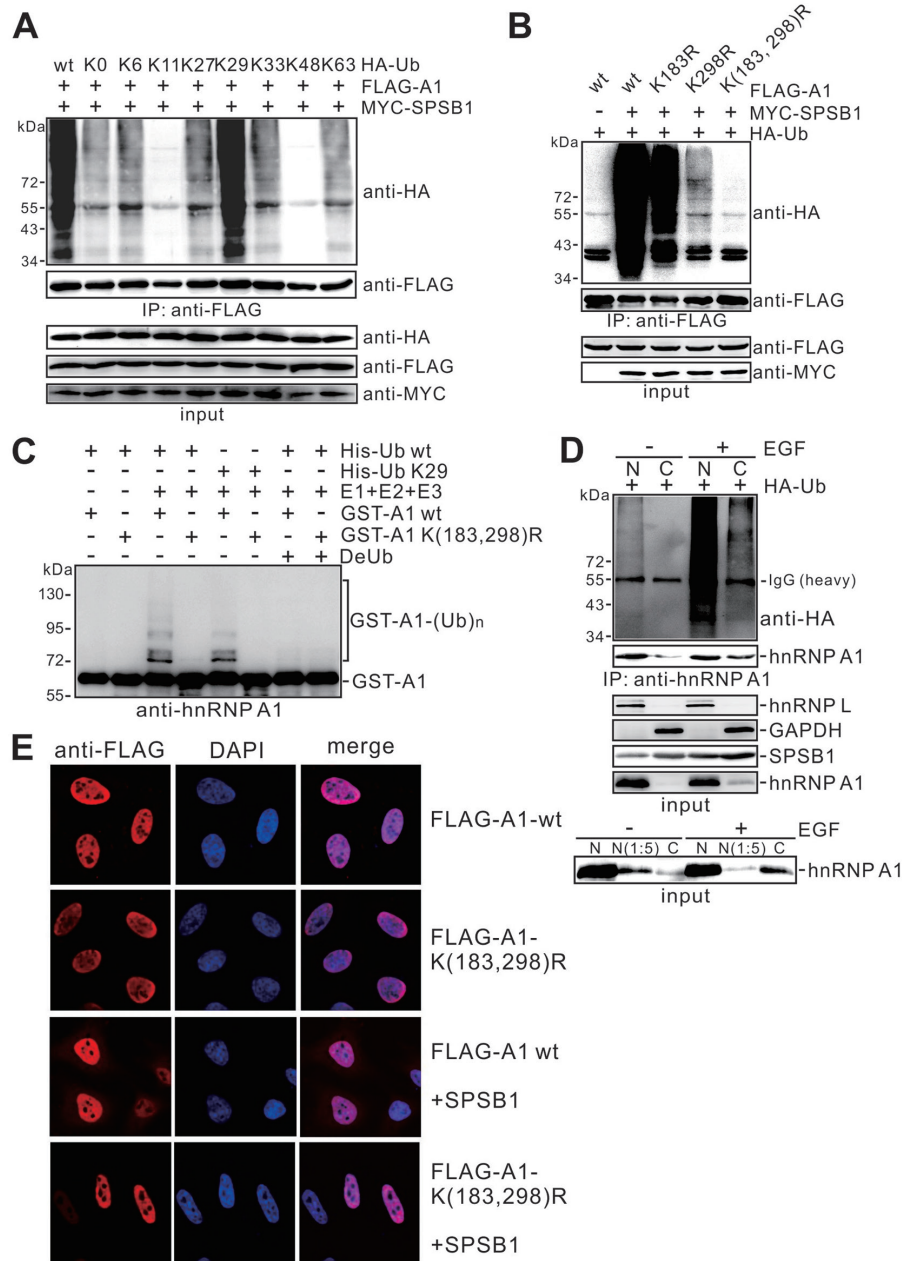 A
wt K0 K6 K11 K27 K29 K33 K48 K63 HA-Ub
+ + + + + + + + + FLAG-A1
+ + + + + + + + + MYC-SPSB1
kDa
72-
55-
43-
34-
anti-HA
anti-FLAG
IP: anti-FLAG
anti-HA
anti-FLAG
anti-MYC
input
B
wt wt K183R K298R K(183, 298)R
FLAG-A1
- + + + + MYC-SPSB1
+ + + + + HA-Ub
kDa
72-
55-
43-
34-
anti-HA
anti-FLAG
IP: anti-FLAG
anti-FLAG
anti-MYC
input
C
+ + + + - - + + His-Ub wt
- - - - + + - - His-Ub K29
- - + + + + + + E1+E2+E3
+ - + - + - + - GST-A1 wt
- + - + - + - + GST-A1 K(183,298)R
- - - - - - + + DeUb
kDa
130-
95-
72-
55-
GST-A1-(Ub)n
-GST-A1
anti-hnRNP A1
D
- + EGF
N C N C
+ + + + HA-Ub
kDa
72-
55-
43-
34-
-IgG (heavy)
anti-HA
-hnRNP A1
IP: anti-hnRNP A1
-hnRNP L
-GAPDH
-SPSB1
-hnRNP A1
input
- + EGF
N N(1:5) C N N(1:5) C
-hnRNP A1
input
E
anti-FLAG DAPI merge
FLAG-A1-wt
FLAG-A1-
K(183,298)R
FLAG-A1 wt
+SPSB1
FLAG-A1-
K(183,298)R
+SPSB1